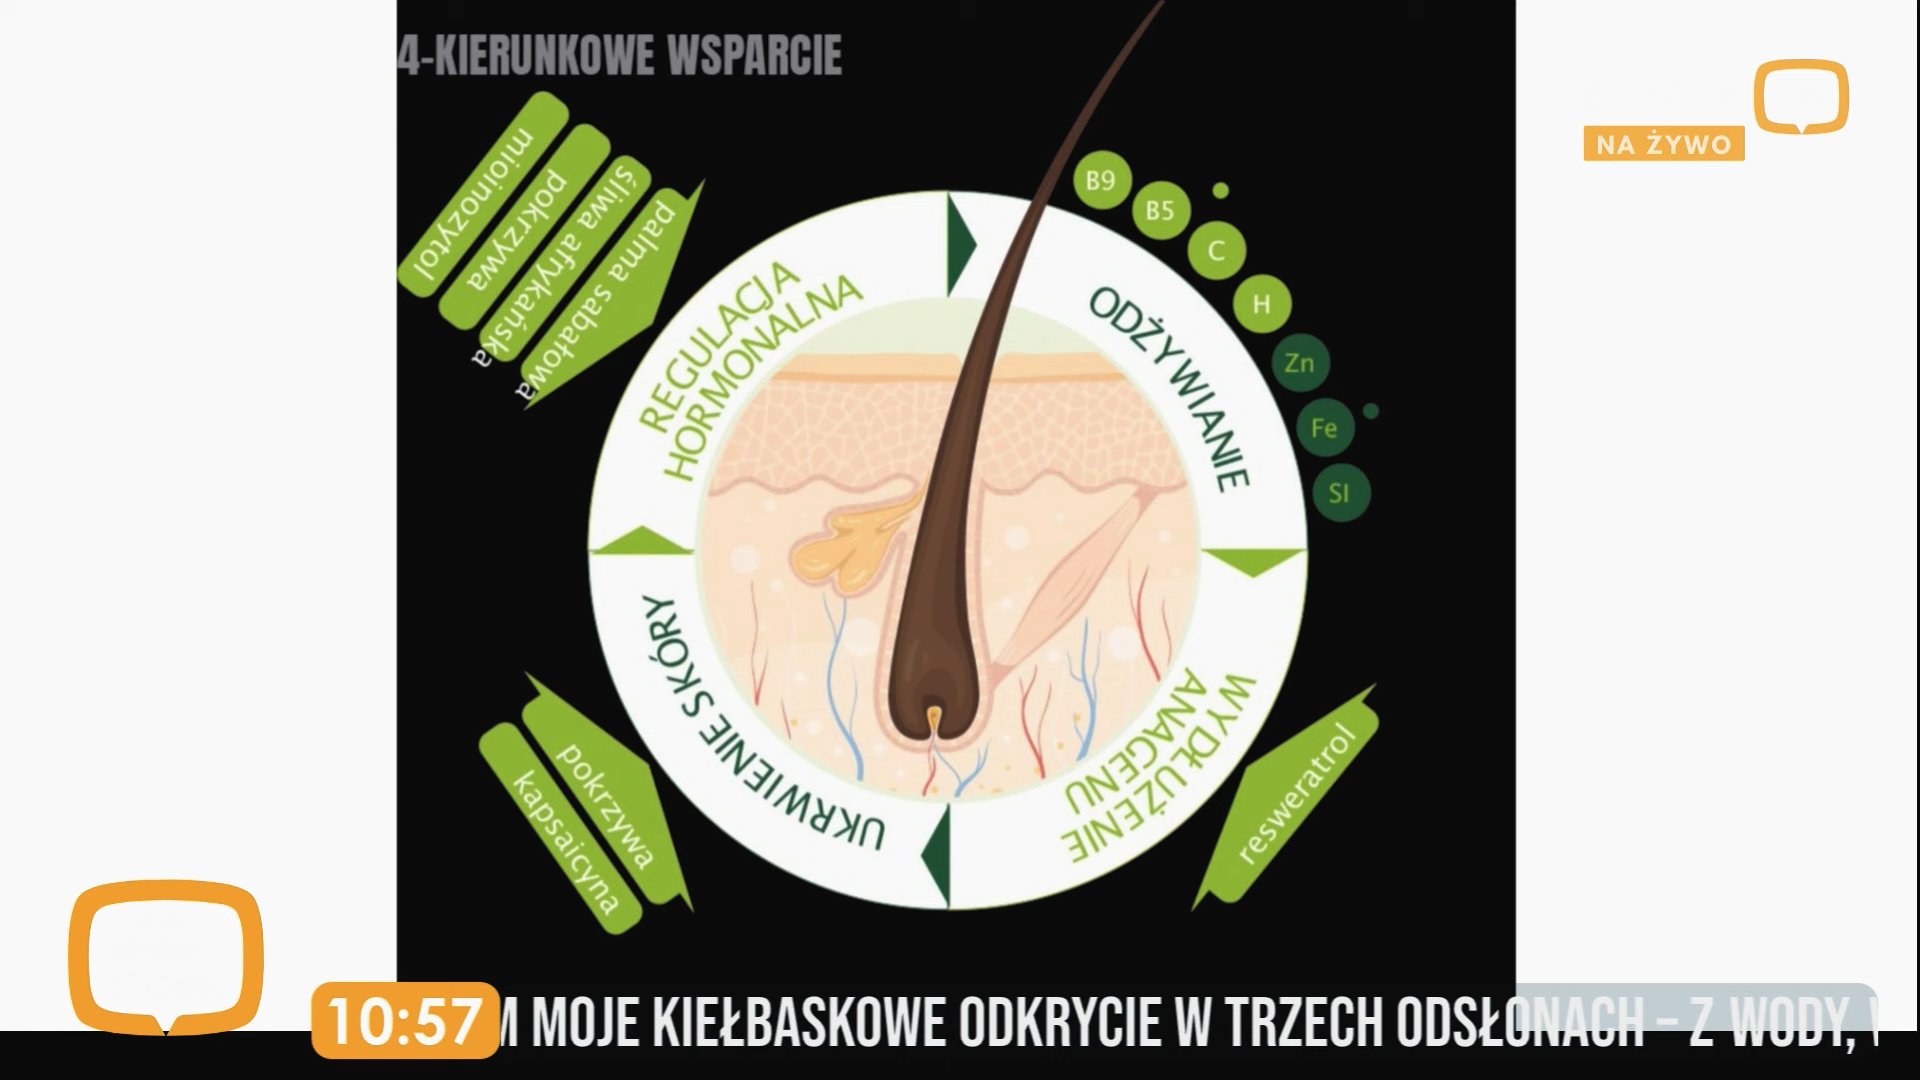 4-KIERUNKOWE WSPARCIE
NA ŻYWO
mioinozytol
pokrzywa
śliwa afrykańska
palma sabałowa
REGULACJA
HORMONALNA
ODŻYWIANIE
B9
B5
C
H
Zn
Fe
SI
UKRWIENIE SKÓRY
WYDŁUŻENIE
ANAGENU
pokrzywa
kapsaicyna
resweratrol
10:57
M MOJE KIEŁBASKOWE ODKRYCIE W TRZECH ODSŁONACH – Z WODY,